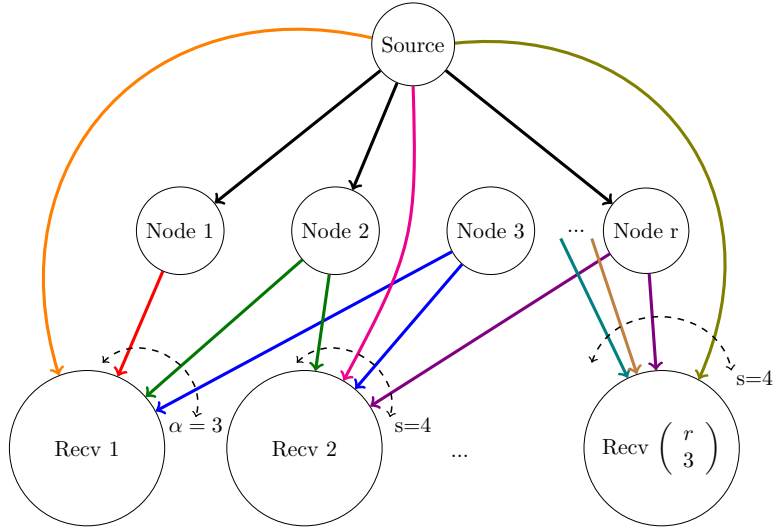 Source
Node 1
Node 2
Node 3
...
Node r
α = 3
s=4
s=4
Recv 1
Recv 2
...
Recv ( r
3 )